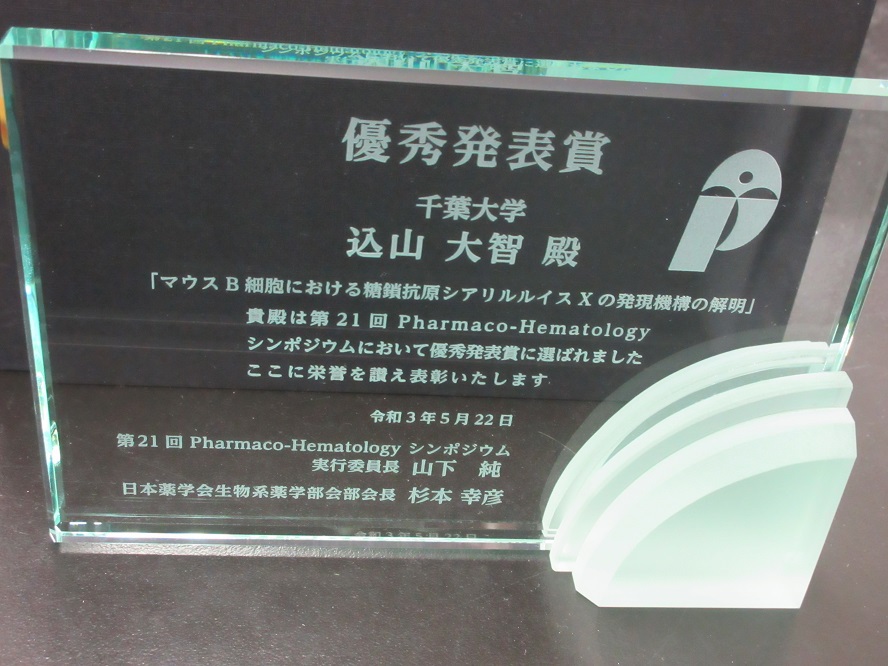 優秀発表賞
千葉大学
込山 大智 殿
「マウスB細胞における糖鎖抗原シアリルルイスXの発現機構の解明」
貴殿は第21回 Pharmaco-Hematology
シンポジウムにおいて優秀発表賞に選ばれました
ここに栄誉を讃え表彰いたします
令和3年5月22日
第21回 Pharmaco-Hematology シンポジウム
実行委員長 山下 純
日本薬学会生物系薬学部会部会長 杉本 幸彦